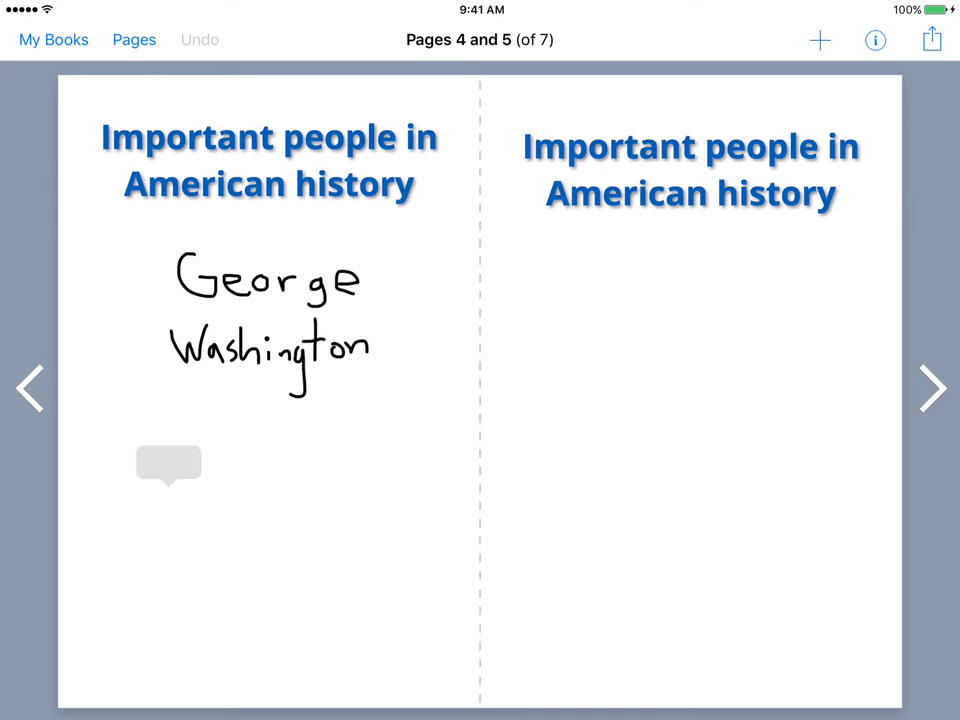 9:41 AM
100%
My Books
Pages
Undo
Pages 4 and 5 (of 7)
Important people in
American history
George
Washington
Important people in
American history